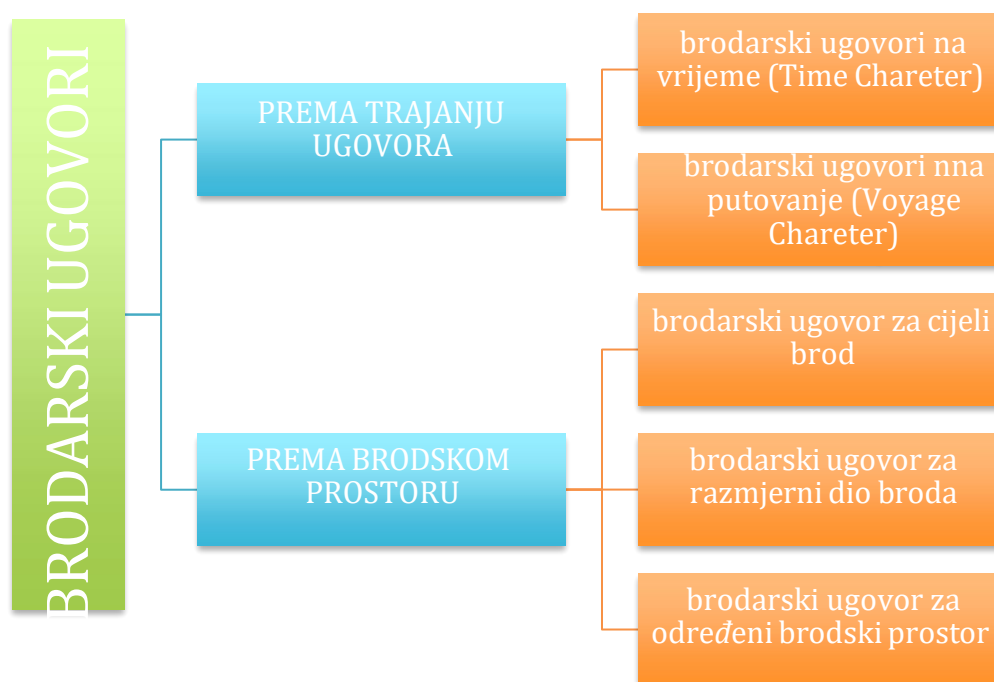 BRODARSKI UGOVORI
PREMA TRAJANJU
UGOVORA
brodarski ugovori na
vrijeme (Time Chareter)
brodarski ugovori nna
putovanje (Voyage
Chareter)
PREMA BRODSKOM
PROSTORU
brodarski ugovor za cijeli
brod
brodarski ugovor za
razmjerni dio broda
brodarski ugovor za
određeni brodski prostor